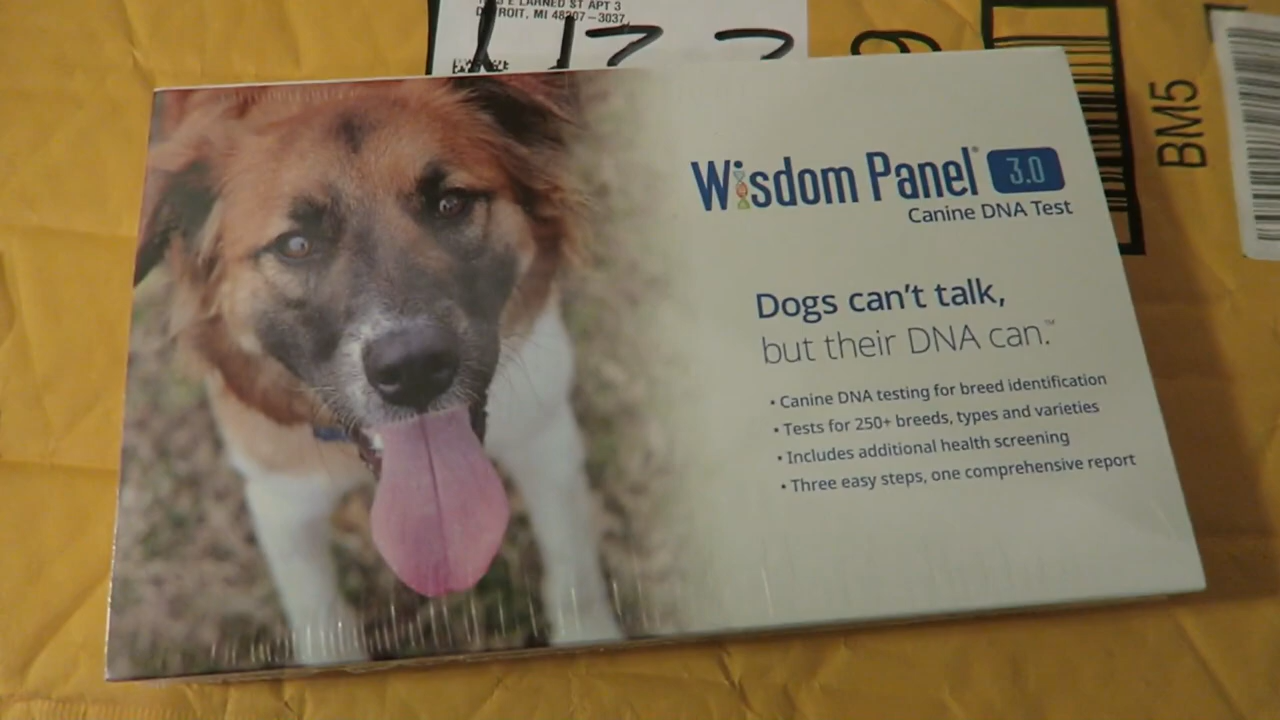 E LARNED ST APT 3
DETROIT, MI 48207-3037
BM5
Wisdom Panel® 3.0
Canine DNA Test
Dogs can't talk,
but their DNA can.™
• Canine DNA testing for breed identification
• Tests for 250+ breeds, types and varieties
• Includes additional health screening
• Three easy steps, one comprehensive report